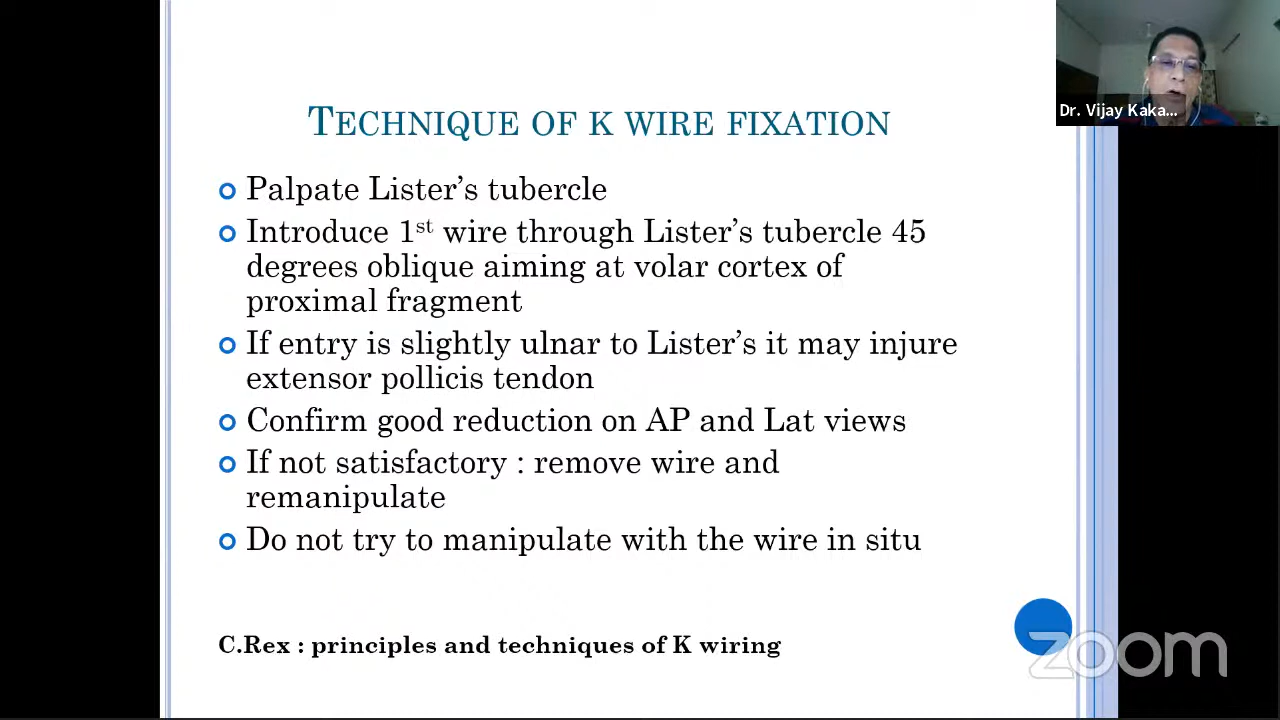 Dr. Vijay Kaka...
TECHNIQUE OF K WIRE FIXATION
Palpate Lister's tubercle
Introduce 1st wire through Lister's tubercle 45
degrees oblique aiming at volar cortex of
proximal fragment
If entry is slightly ulnar to Lister's it may injure
extensor pollicis tendon
Confirm good reduction on AP and Lat views
If not satisfactory : remove wire and
remanipulate
Do not try to manipulate with the wire in situ
C.Rex : principles and techniques of K wiring
zoom